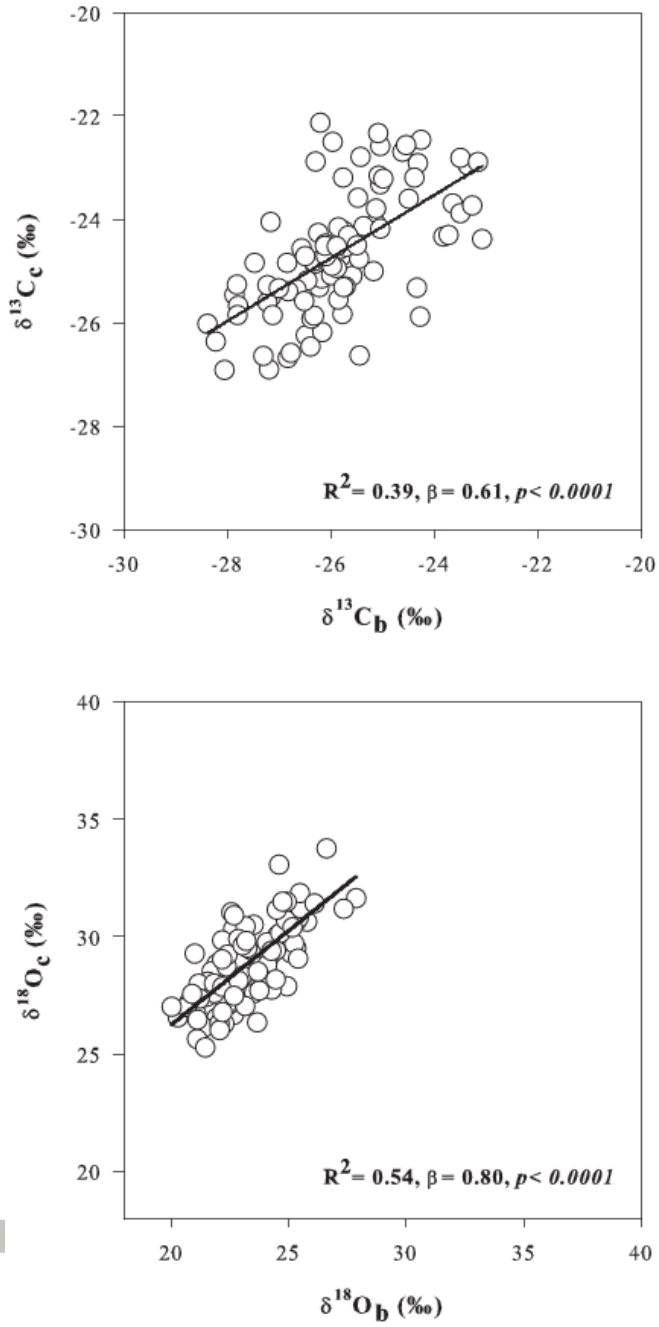 -20
-22
-24
-26
-28
-30
δ13Cc (‰)
R2= 0.39, β= 0.61, p< 0.0001
-30 -28 -26 -24 -22 -20
δ13Cb (‰)
40
35
30
25
20
δ18Oc (‰)
R2= 0.54, β= 0.80, p< 0.0001
20 25 30 35 40
δ18Ob (‰)